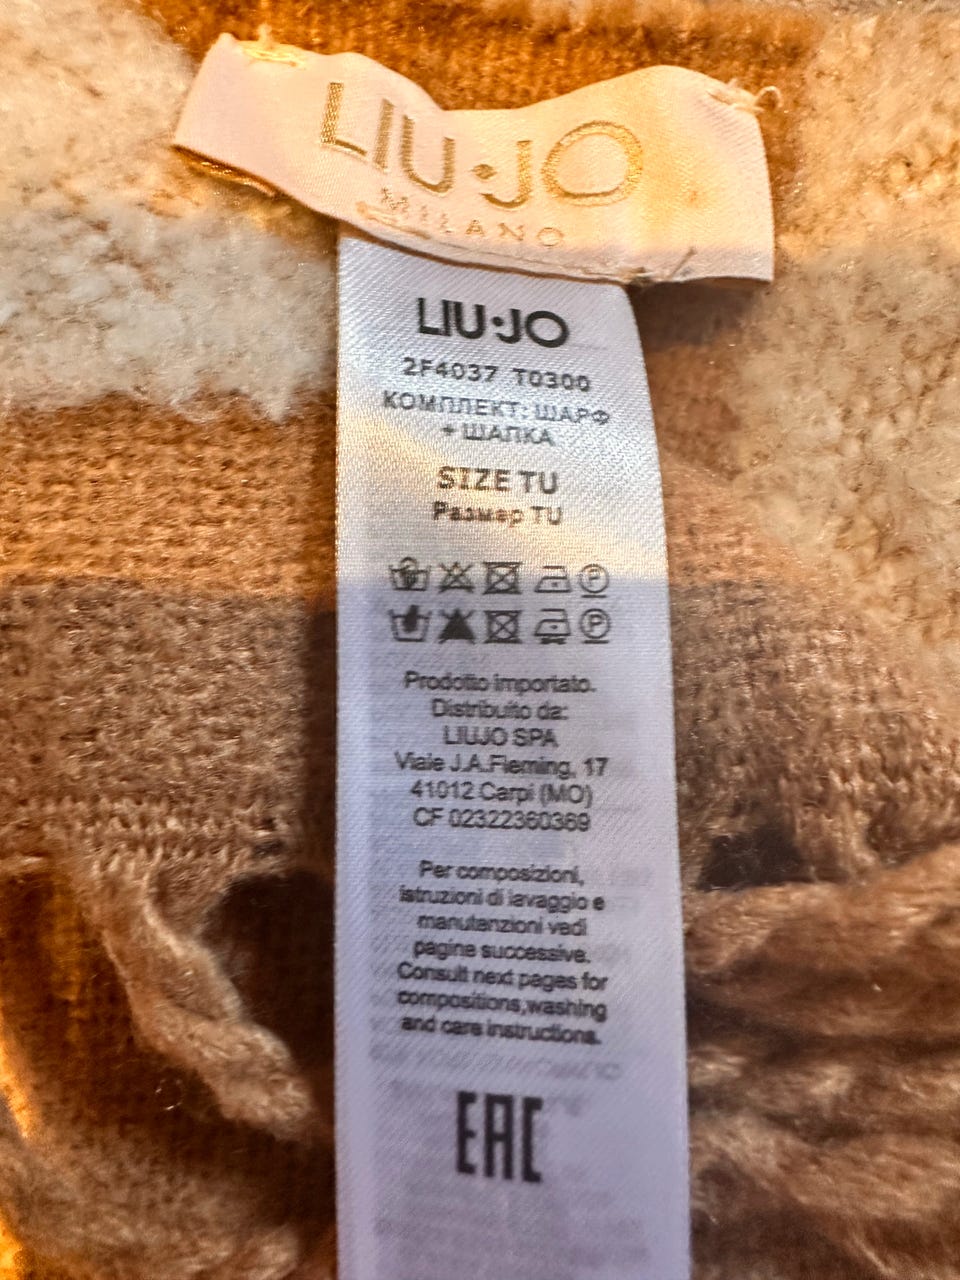 LIU·JO
MILANO
LIU·JO
2F4037 T0300
КОМПЛЕКТ: ШАРФ
+ ШАПКА
SIZE TU
Размер TU
P
P
Prodotto importato.
Distribuito da:
LIUJO SPA
Viale J.A.Fleming, 17
41012 Carpi (MO)
CF 02322360369
Per composizioni,
istruzioni di lavaggio e
manutenzioni vedi
pagine successive.
Consult next pages for
compositions,washing
and care instructions.
EAC